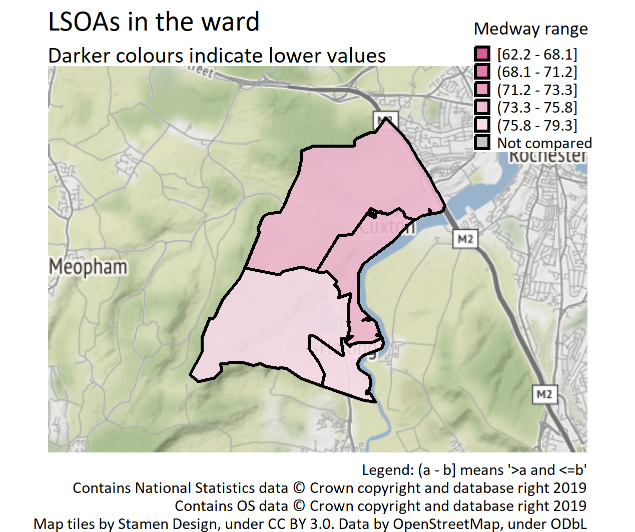 LSOAs in the ward
Darker colours indicate lower values
Medway range
[62.2 - 68.1]
(68.1 - 71.2]
(71.2 - 73.3]
(73.3 - 75.8]
(75.8 - 79.3]
Not compared
M2
Rochester
Cuxton
M2
Meopham
M2
Legend: (a - b] means '>a and <=b'
Contains National Statistics data © Crown copyright and database right 2019
Contains OS data © Crown copyright and database right 2019
Map tiles by Stamen Design, under CC BY 3.0. Data by OpenStreetMap, under ODbL